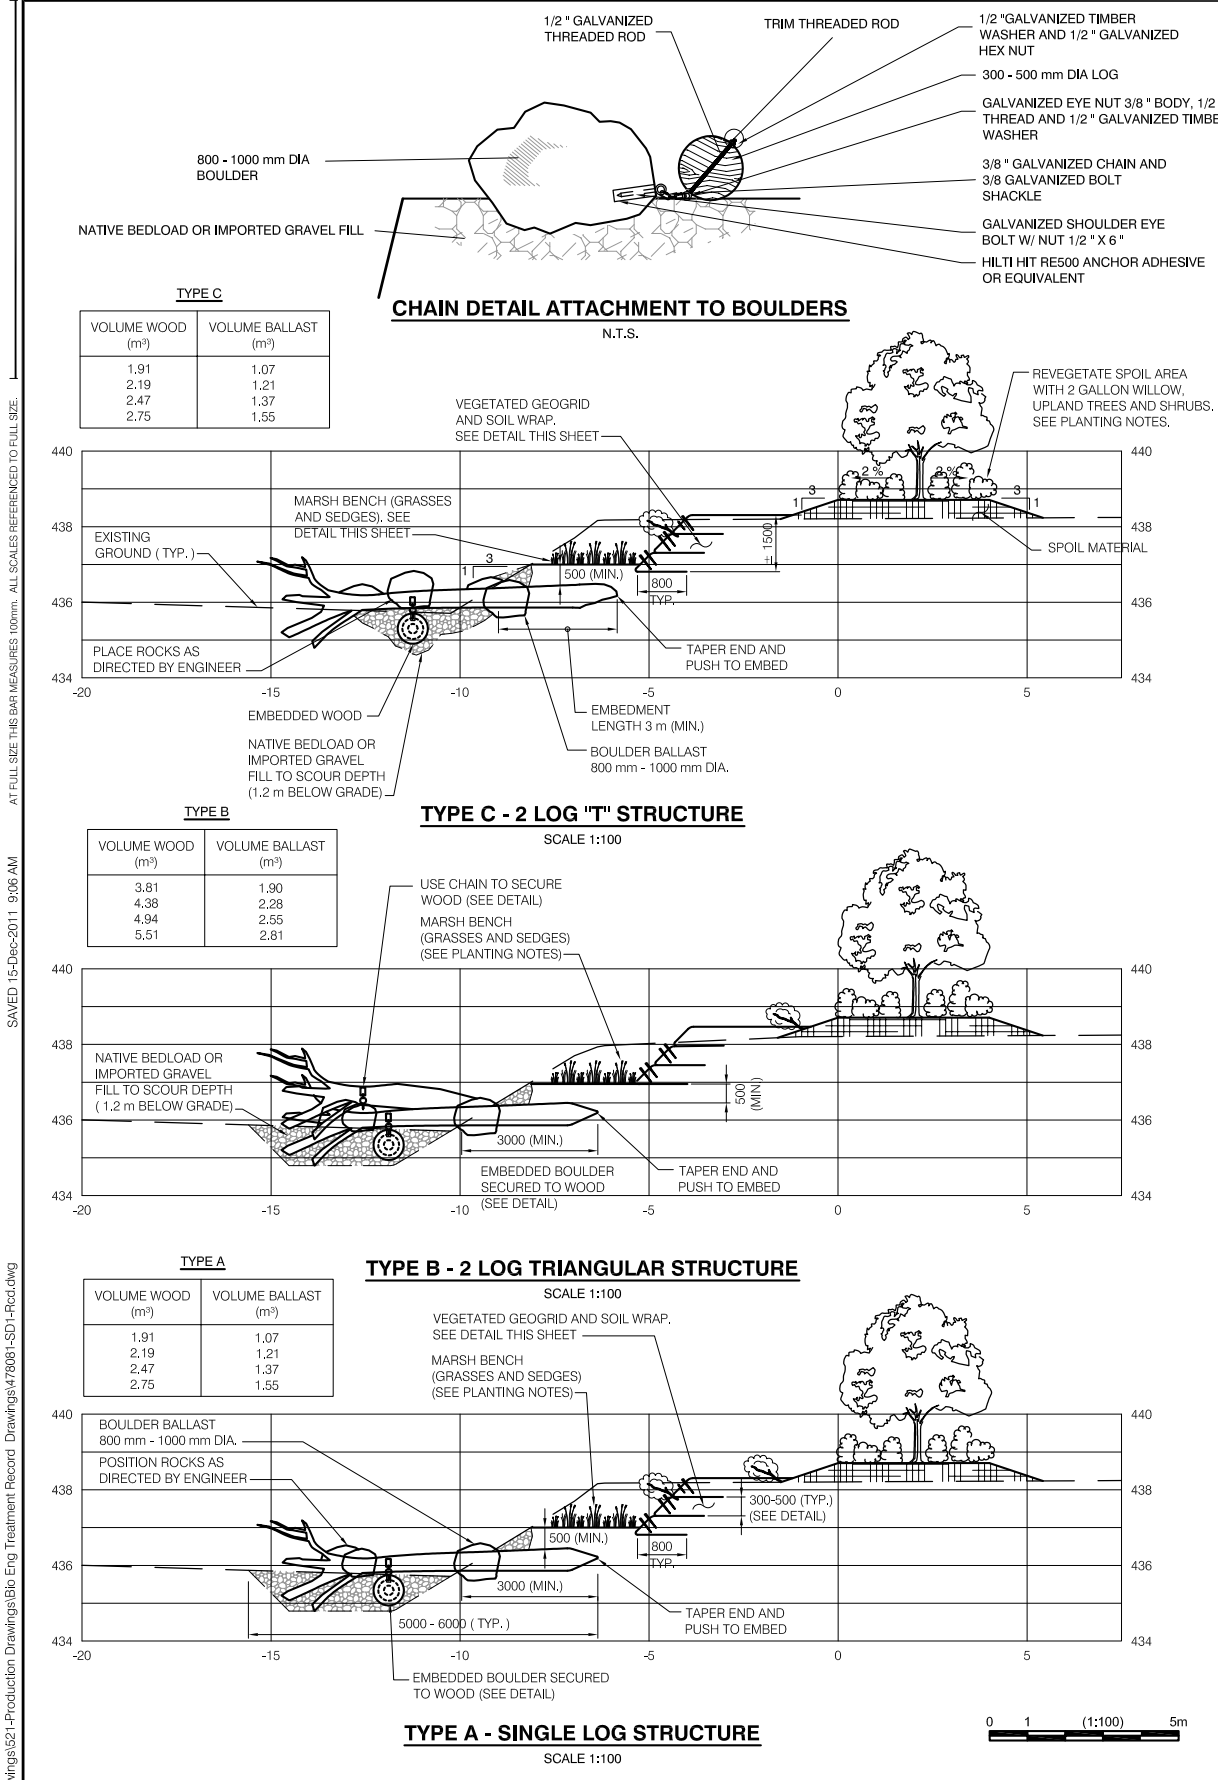 1/2 " GALVANIZED
THREADED ROD
TRIM THREADED ROD
1/2 "GALVANIZED TIMBER
WASHER AND 1/2 " GALVANIZED
HEX NUT
300 - 500 mm DIA LOG
GALVANIZED EYE NUT 3/8 " BODY, 1/2
THREAD AND 1/2 " GALVANIZED TIMBE
WASHER
800 - 1000 mm DIA
BOULDER
3/8 " GALVANIZED CHAIN AND
3/8 GALVANIZED BOLT
SHACKLE
NATIVE BEDLOAD OR IMPORTED GRAVEL FILL
GALVANIZED SHOULDER EYE
BOLT W/ NUT 1/2 " X 6 "
HILTI HIT RE500 ANCHOR ADHESIVE
OR EQUIVALENT
CHAIN DETAIL ATTACHMENT TO BOULDERS
N.T.S.
TYPE C
VOLUME WOOD (m³) VOLUME BALLAST (m³)
1.91 1.07
2.19 1.21
2.47 1.37
2.75 1.55
VEGETATED GEOGRID
AND SOIL WRAP.
SEE DETAIL THIS SHEET
REVEGETATE SPOIL AREA
WITH 2 GALLON WILLOW,
UPLAND TREES AND SHRUBS.
SEE PLANTING NOTES.
440 440
2 % 2 %
MARSH BENCH (GRASSES
AND SEDGES). SEE
DETAIL THIS SHEET
3
1
3
1
438 438
EXISTING
GROUND ( TYP. )
± 1500
SPOIL MATERIAL
3
1
500 (MIN.)
800
TYP.
436 436
PLACE ROCKS AS
DIRECTED BY ENGINEER
TAPER END AND
PUSH TO EMBED
434 434
-20 -15 -10 -5 0 5
EMBEDDED WOOD
EMBEDMENT
LENGTH 3 m (MIN.)
NATIVE BEDLOAD OR
IMPORTED GRAVEL
FILL TO SCOUR DEPTH
(1.2 m BELOW GRADE)
BOULDER BALLAST
800 mm - 1000 mm DIA.
TYPE C - 2 LOG "T" STRUCTURE
SCALE 1:100
TYPE B
VOLUME WOOD (m³) VOLUME BALLAST (m³)
3.81 1.90
4.38 2.28
4.94 2.55
5.51 2.81
USE CHAIN TO SECURE
WOOD (SEE DETAIL)
MARSH BENCH
(GRASSES AND SEDGES)
(SEE PLANTING NOTES)
440 440
438 438
NATIVE BEDLOAD OR
IMPORTED GRAVEL
FILL TO SCOUR DEPTH
( 1.2 m BELOW GRADE)
500
(MIN.)
436 436
3000 (MIN.)
EMBEDDED BOULDER
SECURED TO WOOD
(SEE DETAIL)
TAPER END AND
PUSH TO EMBED
434 434
-20 -15 -10 -5 0 5
TYPE B - 2 LOG TRIANGULAR STRUCTURE
SCALE 1:100
TYPE A
VOLUME WOOD (m³) VOLUME BALLAST (m³)
1.91 1.07
2.19 1.21
2.47 1.37
2.75 1.55
VEGETATED GEOGRID AND SOIL WRAP.
SEE DETAIL THIS SHEET
MARSH BENCH
(GRASSES AND SEDGES)
(SEE PLANTING NOTES)
440 440
BOULDER BALLAST
800 mm - 1000 mm DIA.
POSITION ROCKS AS
DIRECTED BY ENGINEER
438 438
300-500 (TYP.)
(SEE DETAIL)
500 (MIN.)
800
TYP.
436 436
3000 (MIN.)
5000 - 6000 ( TYP. )
TAPER END AND
PUSH TO EMBED
434 434
-20 -15 -10 -5 0 5
EMBEDDED BOULDER SECURED
TO WOOD (SEE DETAIL)
TYPE A - SINGLE LOG STRUCTURE
SCALE 1:100
0 1 (1:100) 5m
AT FULL SIZE THIS BAR MEASURES 100mm. ALL SCALES REFERENCED TO FULL SIZE.
SAVED 15-Dec-2011 9:06 AM
wings\521-Production Drawings\Bio Eng Treatment Record Drawings\478081-SD1-Rcd.dwg